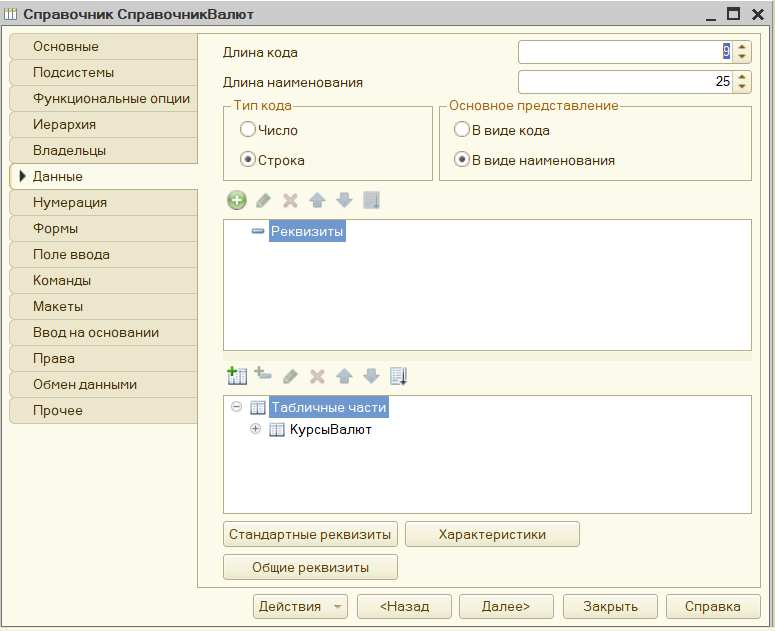 Справочник СправочникВалют
Основные
Подсистемы
Функциональные опции
Иерархия
Владельцы
Данные
Нумерация
Формы
Поле ввода
Команды
Макеты
Ввод на основании
Права
Обмен данными
Прочее
Длина кода 9
Длина наименования 25
Тип кода
Число
Строка
Основное представление
В виде кода
В виде наименования
Реквизиты
Табличные части
КурсыВалют
Стандартные реквизиты Характеристики
Общие реквизиты
Действия <Назад Далее> Закрыть Справка